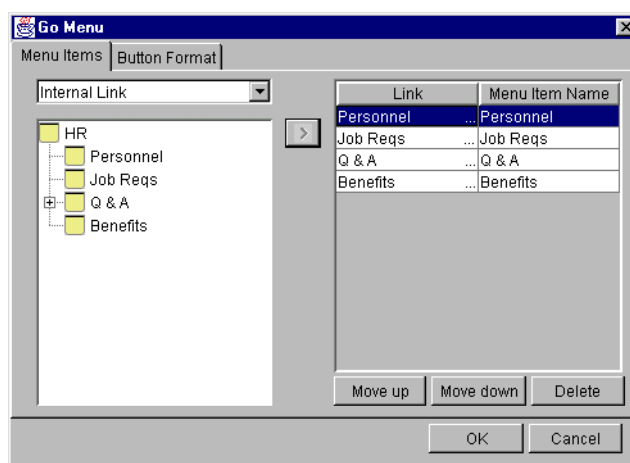 Go Menu
Menu Items Button Format
Internal Link
HR
Personnel
Job Reqs
Q & A
Benefits
>
Link Menu Item Name
Personnel ... Personnel
Job Reqs ... Job Reqs
Q & A ... Q & A
Benefits ... Benefits
Move up Move down Delete
OK Cancel